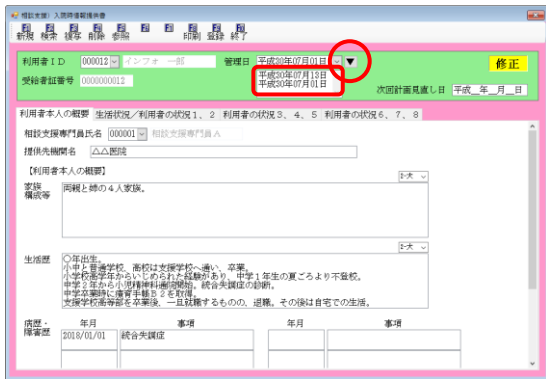 相談支援）入院時情報提供書
新規 検索 複写 削除 参照 印刷 登録 終了
利用者ＩＤ 000012 インフォ 一郎 管理日 平成30年07月01日 ▼ 修正
平成30年07月13日
平成30年07月01日
受給者証番号 0000000012 次回計画見直し日 平成__年__月__日
利用者本人の概要 生活状況／利用者の状況１、２ 利用者の状況３、４、５ 利用者の状況６、７、８
相談支援専門員氏名 000001 相談支援専門員Ａ
提供先機関名 △△医院
【利用者本人の概要】
家族構成等 両親と姉の４人家族。
生活歴 〇年出生。
小中と普通学校、高校は支援学校へ通い、卒業。
小学校高学年からいじめられた経験があり、中学１年生の夏ごろより不登校。
中学２年から小児精神科通院開始。統合失調症の診断。
中学卒業時に療育手帳Ｂ２を取得。
支援学校高等部を卒業後、一旦就職するものの、退職。その後は自宅での生活。
病歴・障害歴 年月 事項 年月 事項
2018/01/01 統合失調症